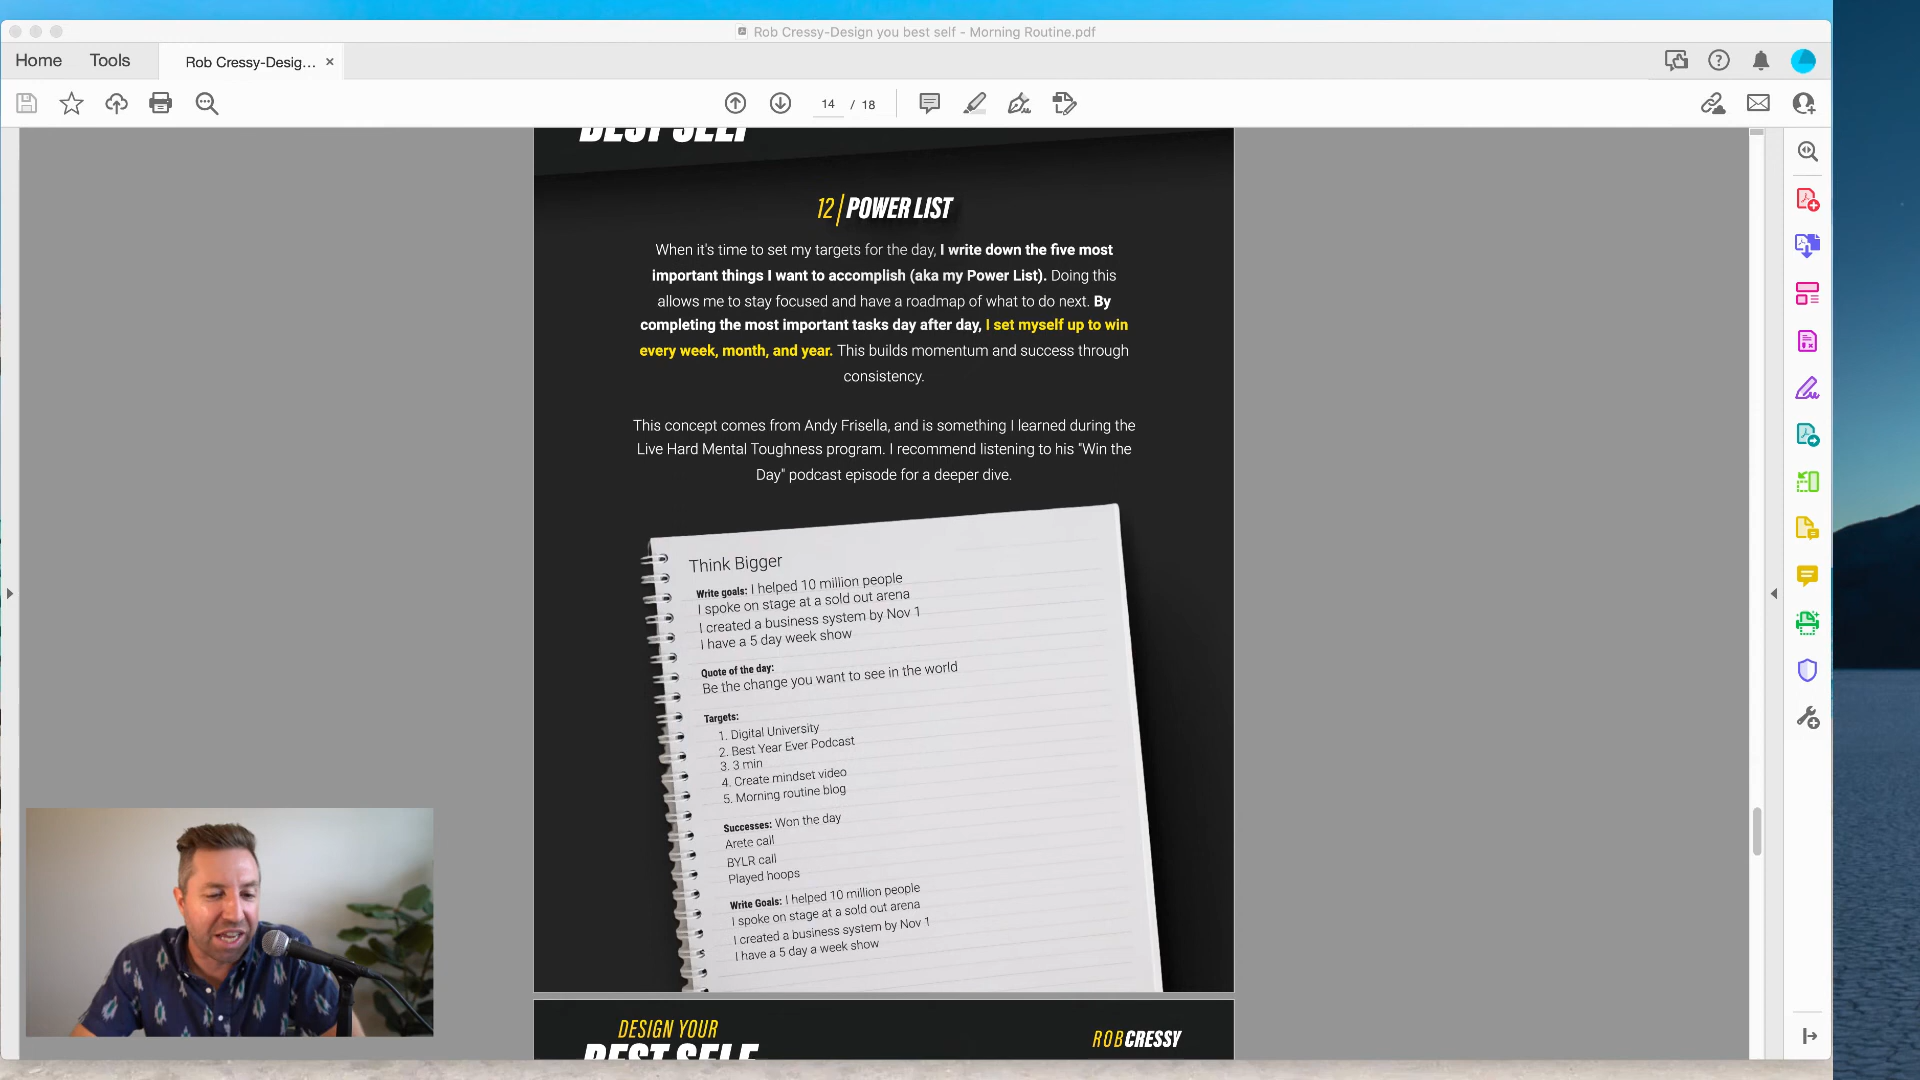 Rob Cressy-Design you best self - Morning Routine.pdf
Home
Tools
Rob Cressy-Desig... ×
14 / 18
BEST SELF
12 | POWER LIST
When it's time to set my targets for the day, I write down the five most
important things I want to accomplish (aka my Power List). Doing this
allows me to stay focused and have a roadmap of what to do next. By
completing the most important tasks day after day, I set myself up to win
every week, month, and year. This builds momentum and success through
consistency.
This concept comes from Andy Frisella, and is something I learned during the
Live Hard Mental Toughness program. I recommend listening to his "Win the
Day" podcast episode for a deeper dive.
Think Bigger
Write goals: I helped 10 million people
I spoke on stage at a sold out arena
I created a business system by Nov 1
I have a 5 day week show
Quote of the day:
Be the change you want to see in the world
Targets:
1. Digital University
2. Best Year Ever Podcast
3. 3 min
4. Create mindset video
5. Morning routine blog
Successes: Won the day
Arete call
BYLR call
Played hoops
Write Goals: I helped 10 million people
I spoke on stage at a sold out arena
I created a business system by Nov 1
I have a 5 day a week show
DESIGN YOUR
BEST SELF
ROBCRESSY